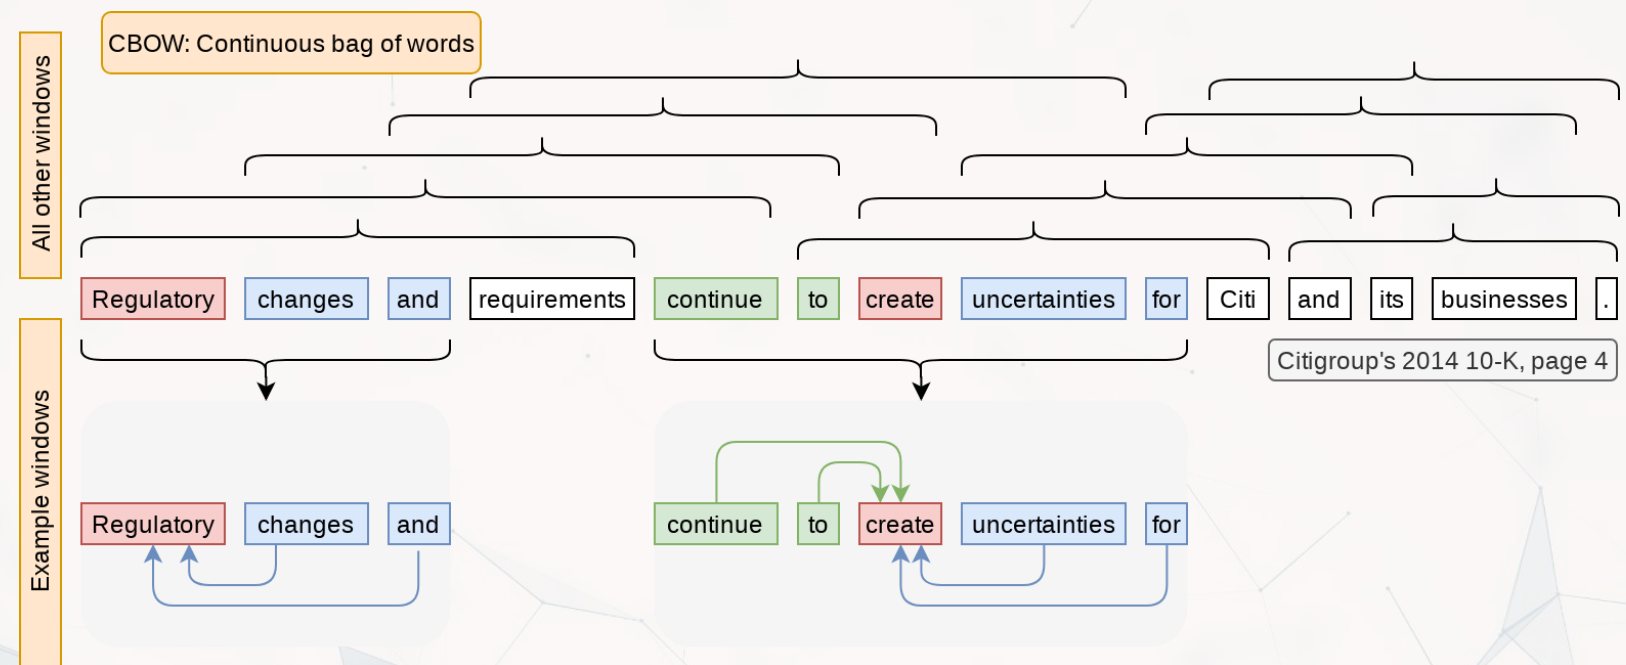 CBOW: Continuous bag of words
All other windows
Regulatory changes and requirements continue to create uncertainties for Citi and its businesses .
Citigroup's 2014 10-K, page 4
Example windows
Regulatory changes and
continue to create uncertainties for